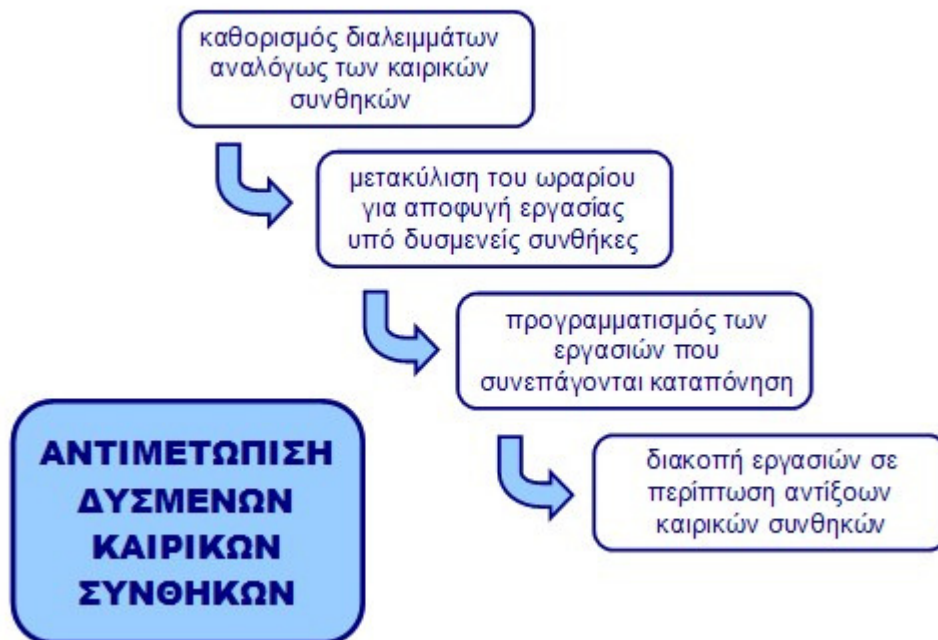 καθορισμός διαλειμμάτων
αναλόγως των καιρικών
συνθηκών
μετακύλιση του ωραρίου
για αποφυγή εργασίας
υπό δυσμενείς συνθήκες
προγραμματισμός των
εργασιών που
συνεπάγονται καταπόνηση
διακοπή εργασιών σε
περίπτωση αντίξοων
καιρικών συνθηκών
ΑΝΤΙΜΕΤΩΠΙΣΗ
ΔΥΣΜΕΝΩΝ
ΚΑΙΡΙΚΩΝ
ΣΥΝΘΗΚΩΝ